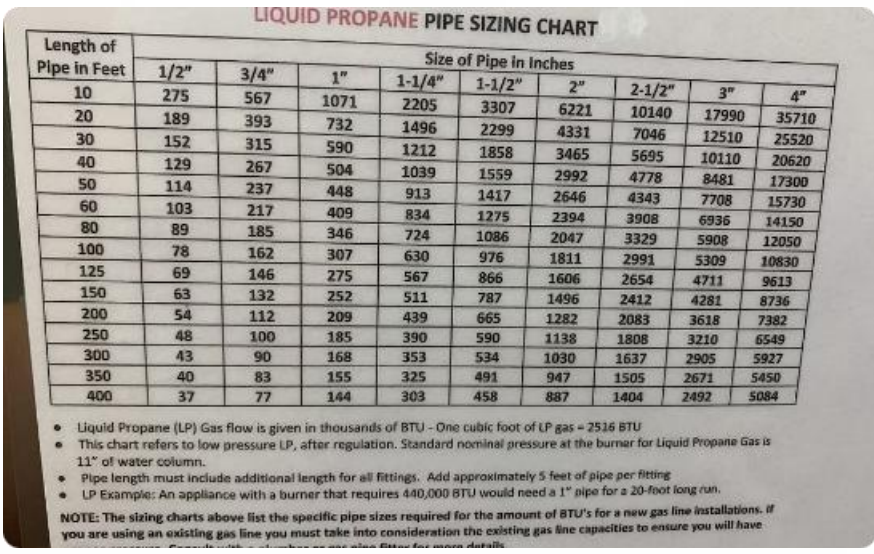 LIQUID PROPANE PIPE SIZING CHART
Length of Pipe in Feet
Size of Pipe in Inches
1/2" 3/4" 1" 1-1/4" 1-1/2" 2" 2-1/2" 3" 4"
10 275 567 1071 2205 3307 6221 10140 17990 35710
20 189 393 732 1496 2299 4331 7046 12510 25520
30 152 315 590 1212 1858 3465 5695 10110 20620
40 129 267 504 1039 1559 2992 4778 8481 17300
50 114 237 448 913 1417 2646 4343 7708 15730
60 103 217 409 834 1275 2394 3908 6936 14150
80 89 185 346 724 1086 2047 3329 5908 12050
100 78 162 307 630 976 1811 2991 5309 10830
125 69 146 275 567 866 1606 2654 4711 9613
150 63 132 252 511 787 1496 2412 4281 8736
200 54 112 209 439 665 1282 2083 3618 7382
250 48 100 185 390 590 1138 1808 3210 6549
300 43 90 168 353 534 1030 1637 2905 5927
350 40 83 155 325 491 947 1505 2671 5450
400 37 77 144 303 458 887 1404 2492 5084
• Liquid Propane (LP) Gas flow is given in thousands of BTU - One cubic foot of LP gas = 2516 BTU
• This chart refers to low pressure LP, after regulation. Standard nominal pressure at the burner for Liquid Propane Gas is
11" of water column.
• Pipe length must include additional length for all fittings. Add approximately 5 feet of pipe per fitting
• LP Example: An appliance with a burner that requires 440,000 BTU would need a 1" pipe for a 20-foot long run.
NOTE: The sizing charts above list the specific pipe sizes required for the amount of BTU's for a new gas line installations. If
you are using an existing gas line you must take into consideration the existing gas line capacities to ensure you will have
Consult with a plumber or gas pipe fitter for more details